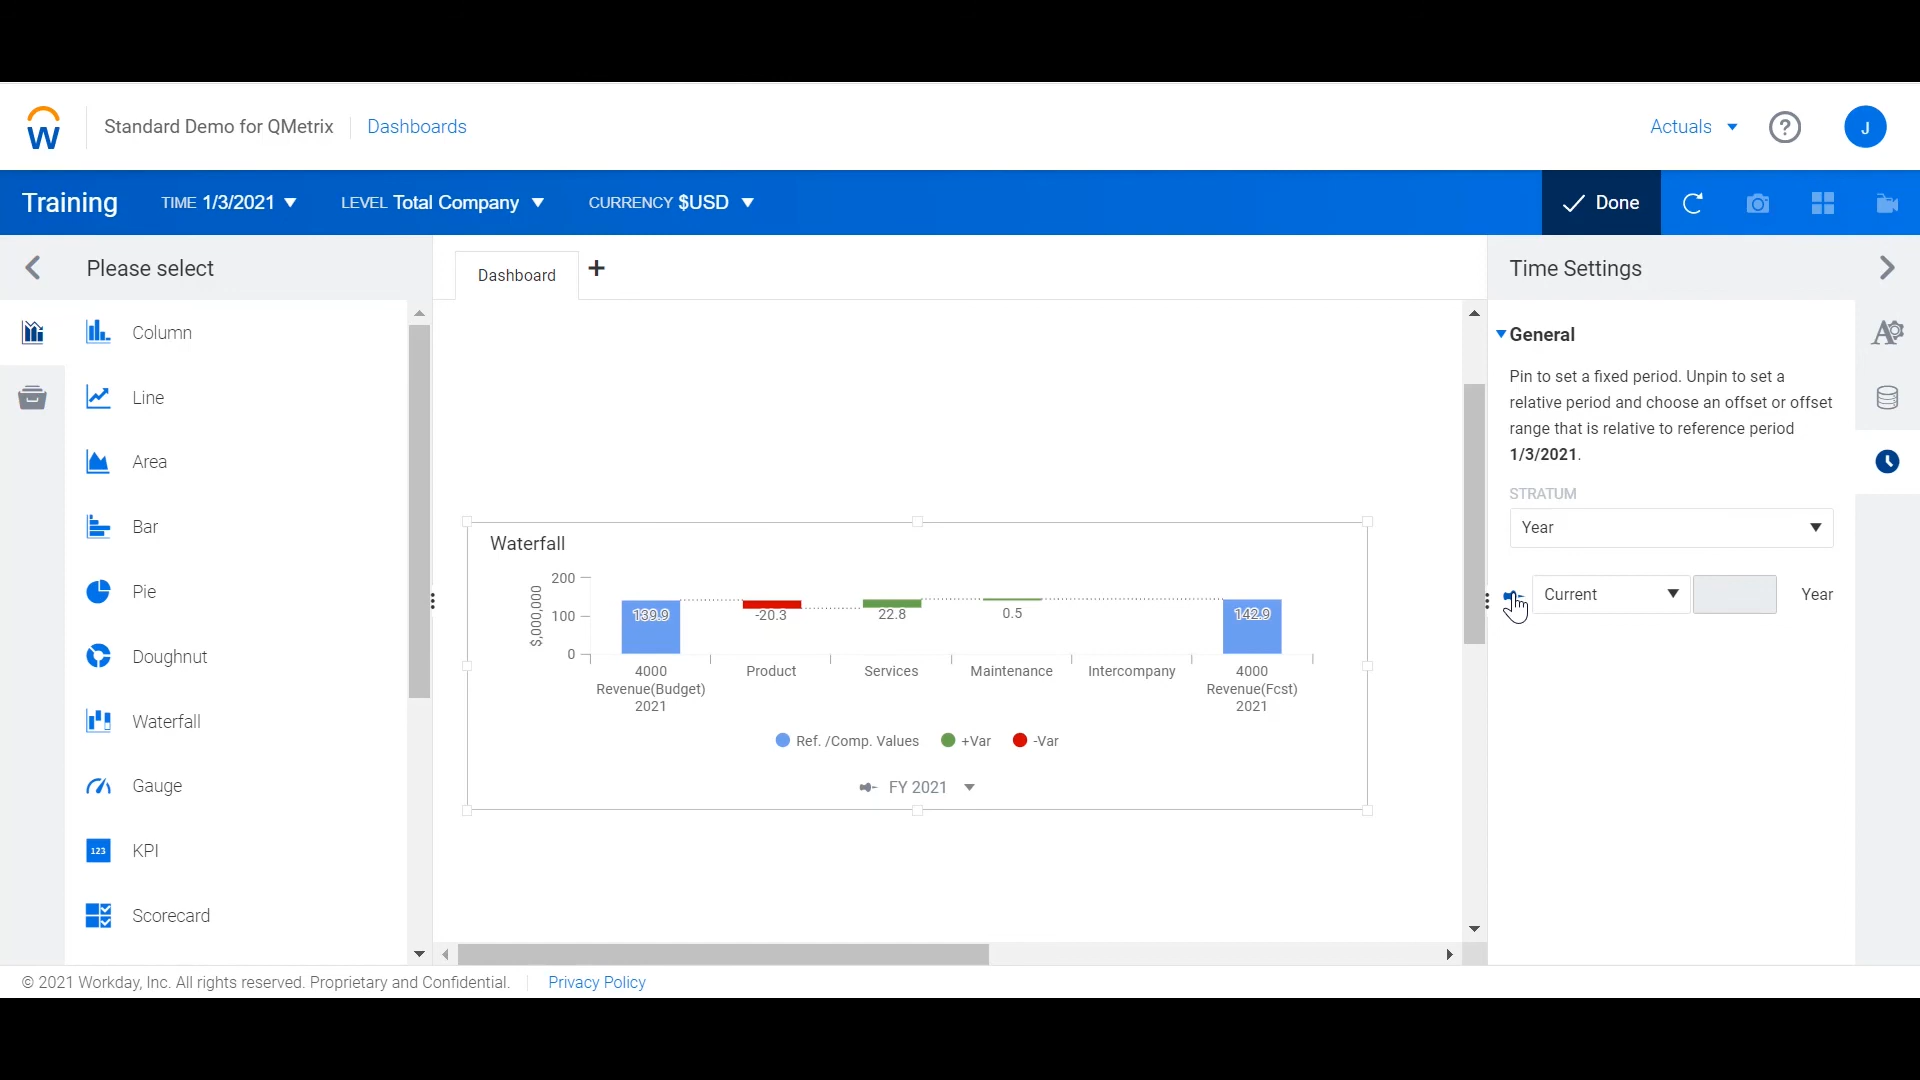 W
Standard Demo for QMetrix
Dashboards
Actuals
?
J
Training
TIME 1/3/2021
LEVEL Total Company
CURRENCY $USD
Done
Please select
Dashboard
+
Time Settings
Column
Line
Area
Bar
Pie
Doughnut
Waterfall
Gauge
123
KPI
Scorecard
Waterfall
$,000,000
200
100
0
139.9
-20.3
22.8
0.5
142.9
4000
Revenue(Budget)
2021
Product
Services
Maintenance
Intercompany
4000
Revenue(Fcst)
2021
Ref. /Comp. Values
+Var
-Var
FY 2021
General
Pin to set a fixed period. Unpin to set a
relative period and choose an offset or offset
range that is relative to reference period
1/3/2021.
STRATUM
Year
Current
Year
A
© 2021 Workday, Inc. All rights reserved. Proprietary and Confidential.
Privacy Policy